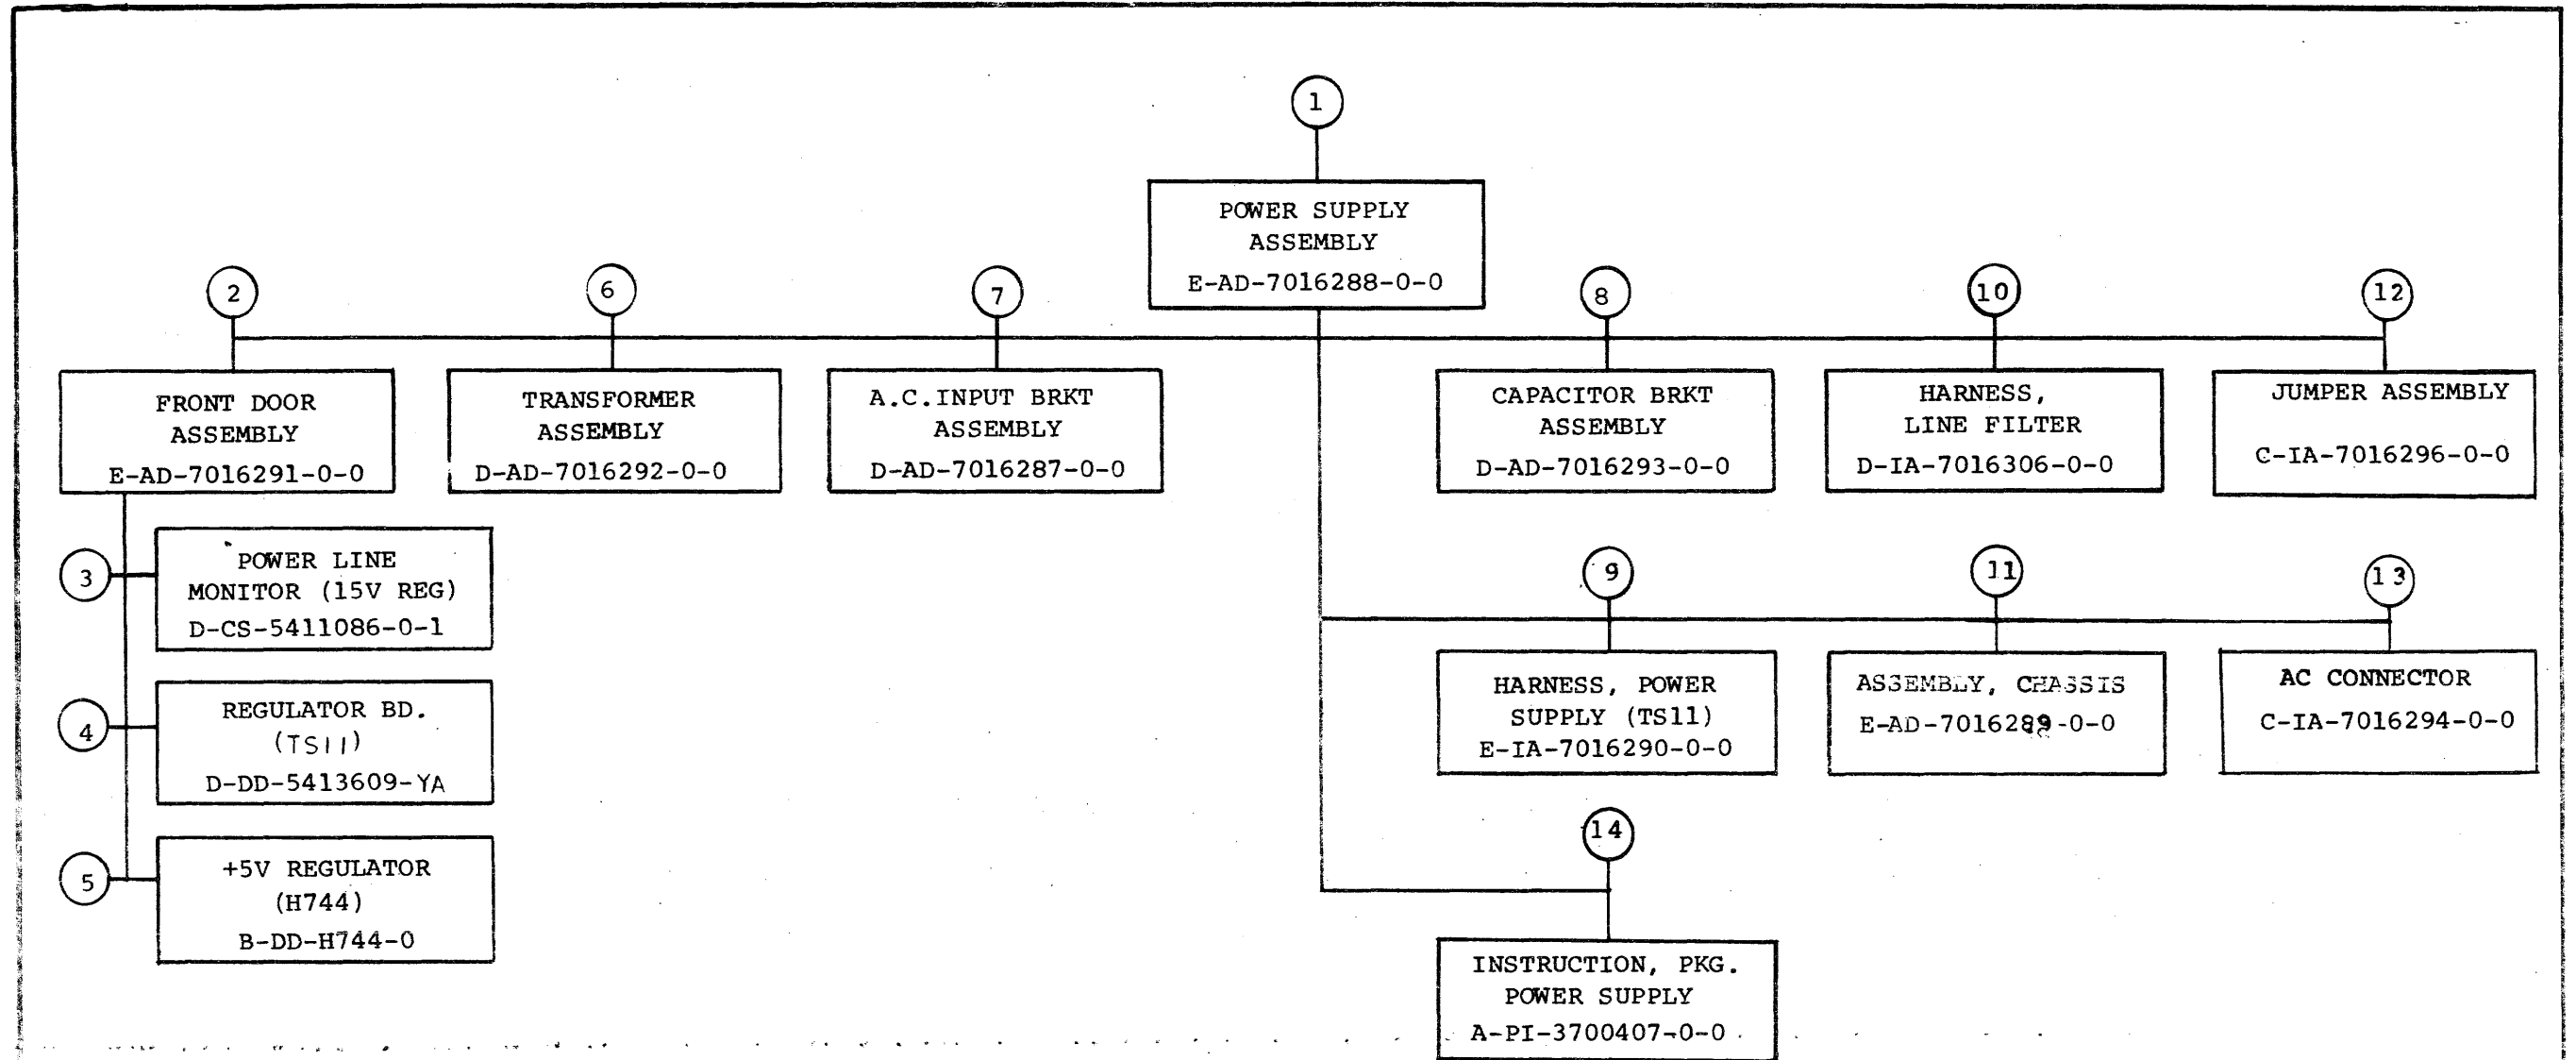 1
POWER SUPPLY
ASSEMBLY
E-AD-7016288-0-0
2
FRONT DOOR
ASSEMBLY
E-AD-7016291-0-0
6
TRANSFORMER
ASSEMBLY
D-AD-7016292-0-0
7
A.C.INPUT BRKT
ASSEMBLY
D-AD-7016287-0-0
8
CAPACITOR BRKT
ASSEMBLY
D-AD-7016293-0-0
10
HARNESS,
LINE FILTER
D-IA-7016306-0-0
12
JUMPER ASSEMBLY
C-IA-7016296-0-0
3
POWER LINE
MONITOR (15V REG)
D-CS-5411086-0-1
4
REGULATOR BD.
(TS11)
D-DD-5413609-YA
5
+5V REGULATOR
(H744)
B-DD-H744-0
9
HARNESS, POWER
SUPPLY (TS11)
E-IA-7016290-0-0
11
ASSEMBLY, CHASSIS
E-AD-7016289-0-0
13
AC CONNECTOR
C-IA-7016294-0-0
14
INSTRUCTION, PKG.
POWER SUPPLY
A-PI-3700407-0-0